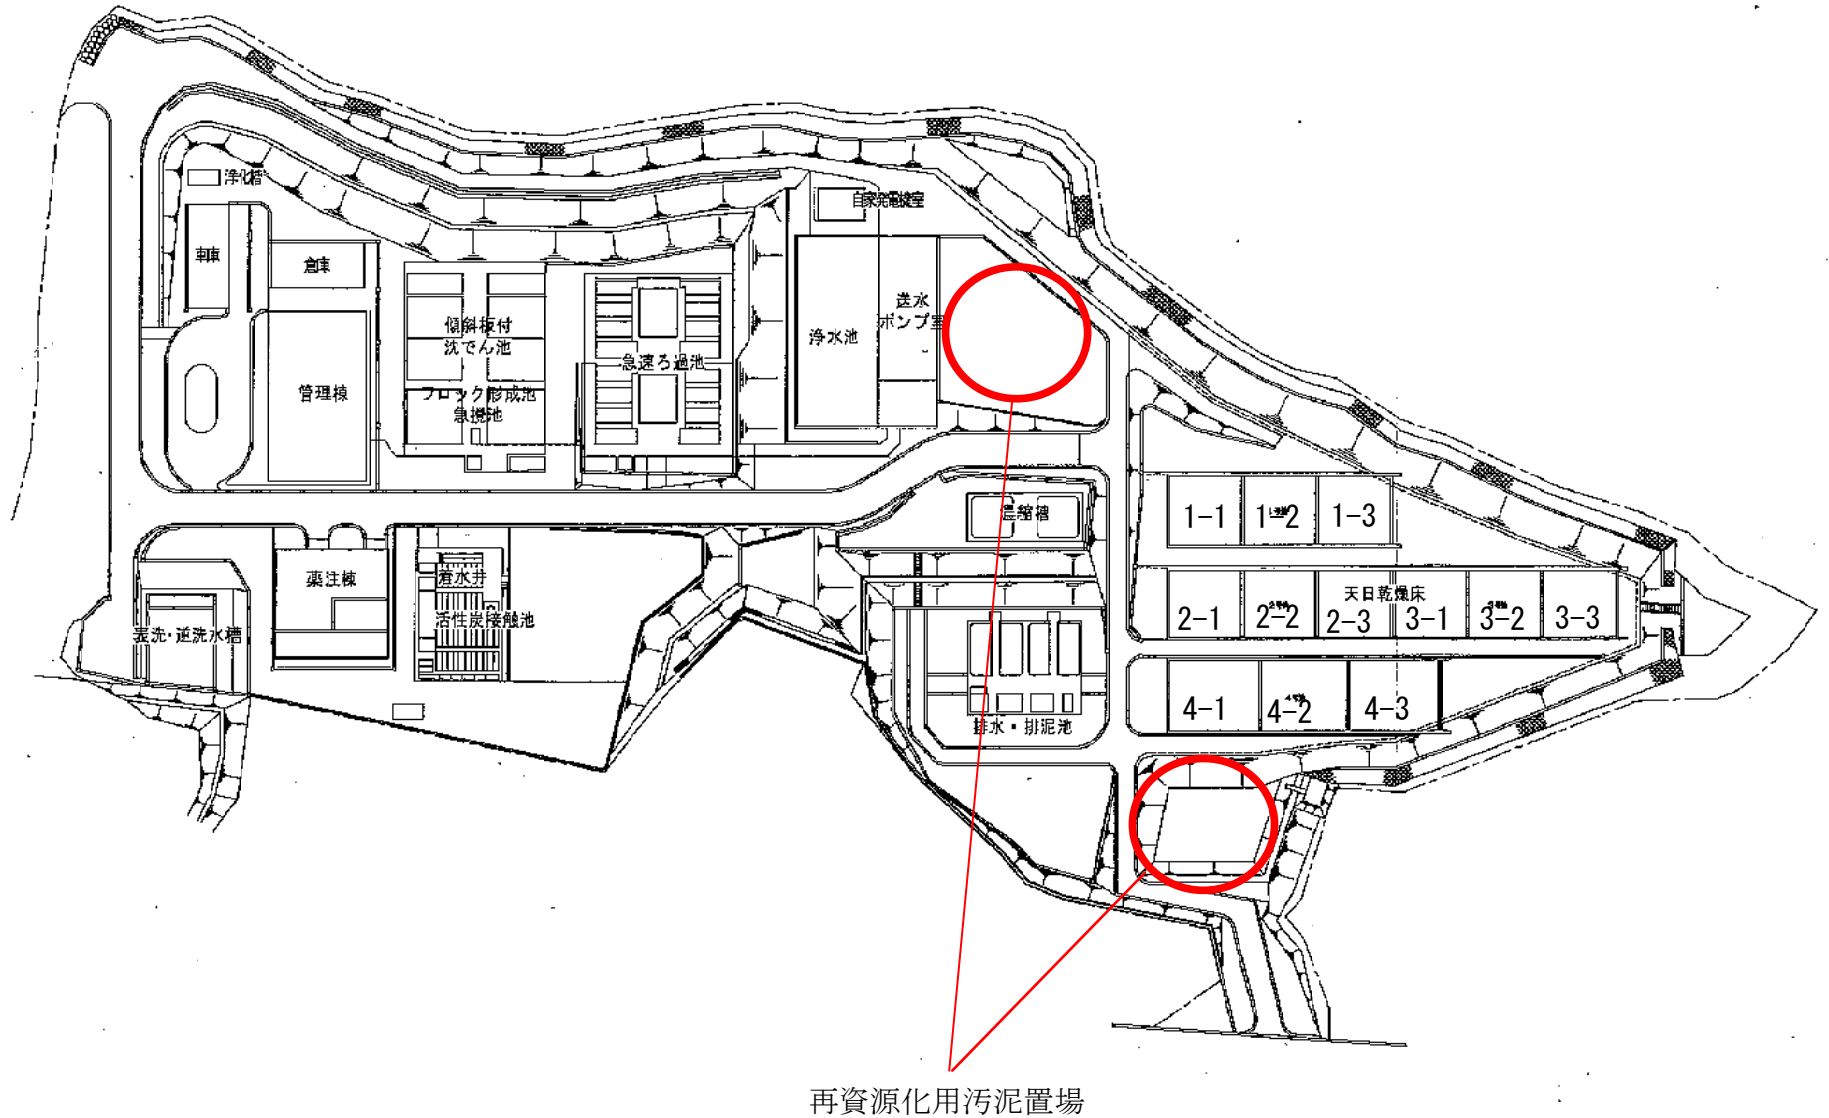 浄化槽
自家発電機室
車庫
倉庫
送水
ポンプ室
傾斜板付
沈でん池
浄水池
急速ろ過池
管理棟
フロック形成池
急撹池
濃縮槽
1-1
1-2
1-3
薬注棟
着水井
天日乾燥床
活性炭接触池
2-1
2-2
2-3
3-1
3-2
3-3
表洗・逆洗水槽
4-1
4-2
4-3
排水・排泥池
再資源化用汚泥置場